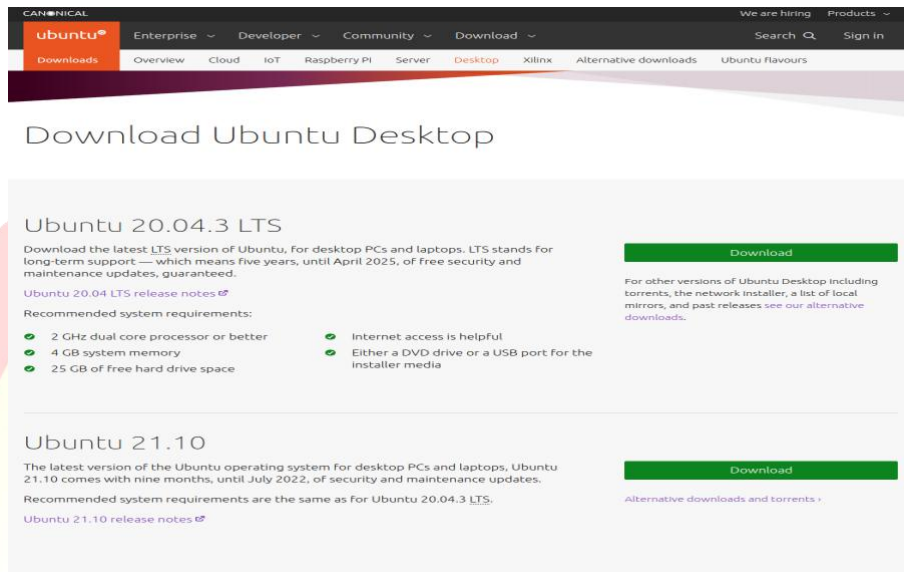 CANONICAL We are hiring Products
ubuntu® Enterprise Developer Community Download Search Sign in
Downloads Overview Cloud IoT Raspberry Pi Server Desktop Xilinx Alternative downloads Ubuntu flavours
Download Ubuntu Desktop
Ubuntu 20.04.3 LTS
Download the latest LTS version of Ubuntu, for desktop PCs and laptops. LTS stands for
long-term support — which means five years, until April 2025, of free security and
maintenance updates, guaranteed.
Ubuntu 20.04 LTS release notes
Recommended system requirements:
2 GHz dual core processor or better
4 GB system memory
25 GB of free hard drive space
Internet access is helpful
Either a DVD drive or a USB port for the
installer media
Download
For other versions of Ubuntu Desktop including
torrents, the network installer, a list of local
mirrors, and past releases see our alternative
downloads.
Ubuntu 21.10
The latest version of the Ubuntu operating system for desktop PCs and laptops, Ubuntu
21.10 comes with nine months, until July 2022, of security and maintenance updates.
Recommended system requirements are the same as for Ubuntu 20.04.3 LTS.
Ubuntu 21.10 release notes
Download
Alternative downloads and torrents ›